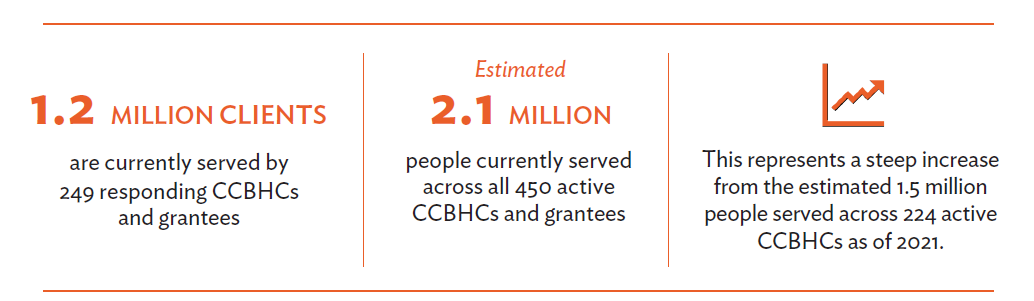 1.2 MILLION CLIENTS
are currently served by
249 responding CCBHCs
and grantees
Estimated
2.1 MILLION
people currently served
across all 450 active
CCBHCs and grantees
This represents a steep increase
from the estimated 1.5 million
people served across 224 active
CCBHCs as of 2021.